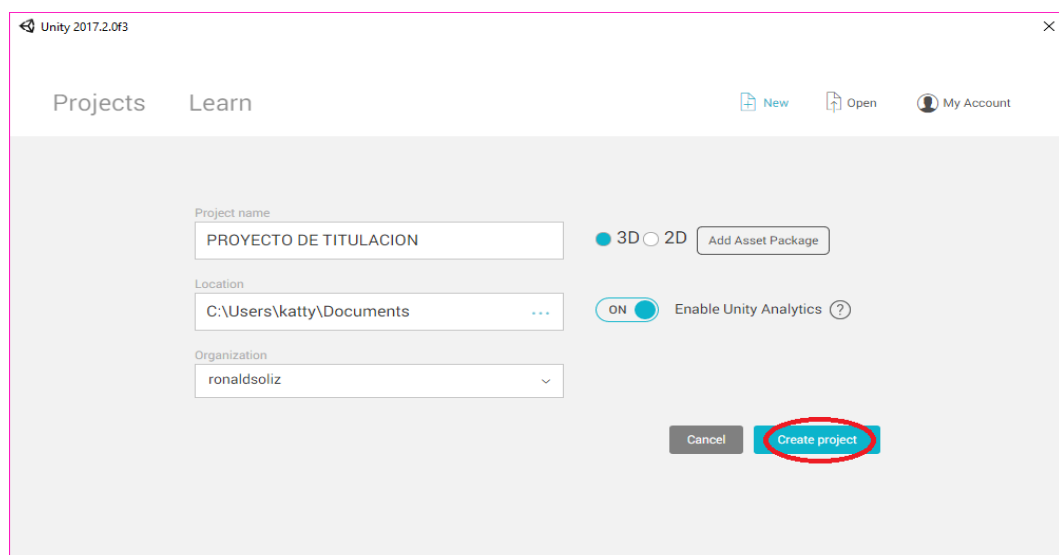 Unity 2017.2.0f3
Projects Learn New Open My Account
Project name
PROYECTO DE TITULACION
3D 2D Add Asset Package
Location
C:\Users\katty\Documents ...
ON Enable Unity Analytics ?
Organization
ronaldsoliz
Cancel Create project